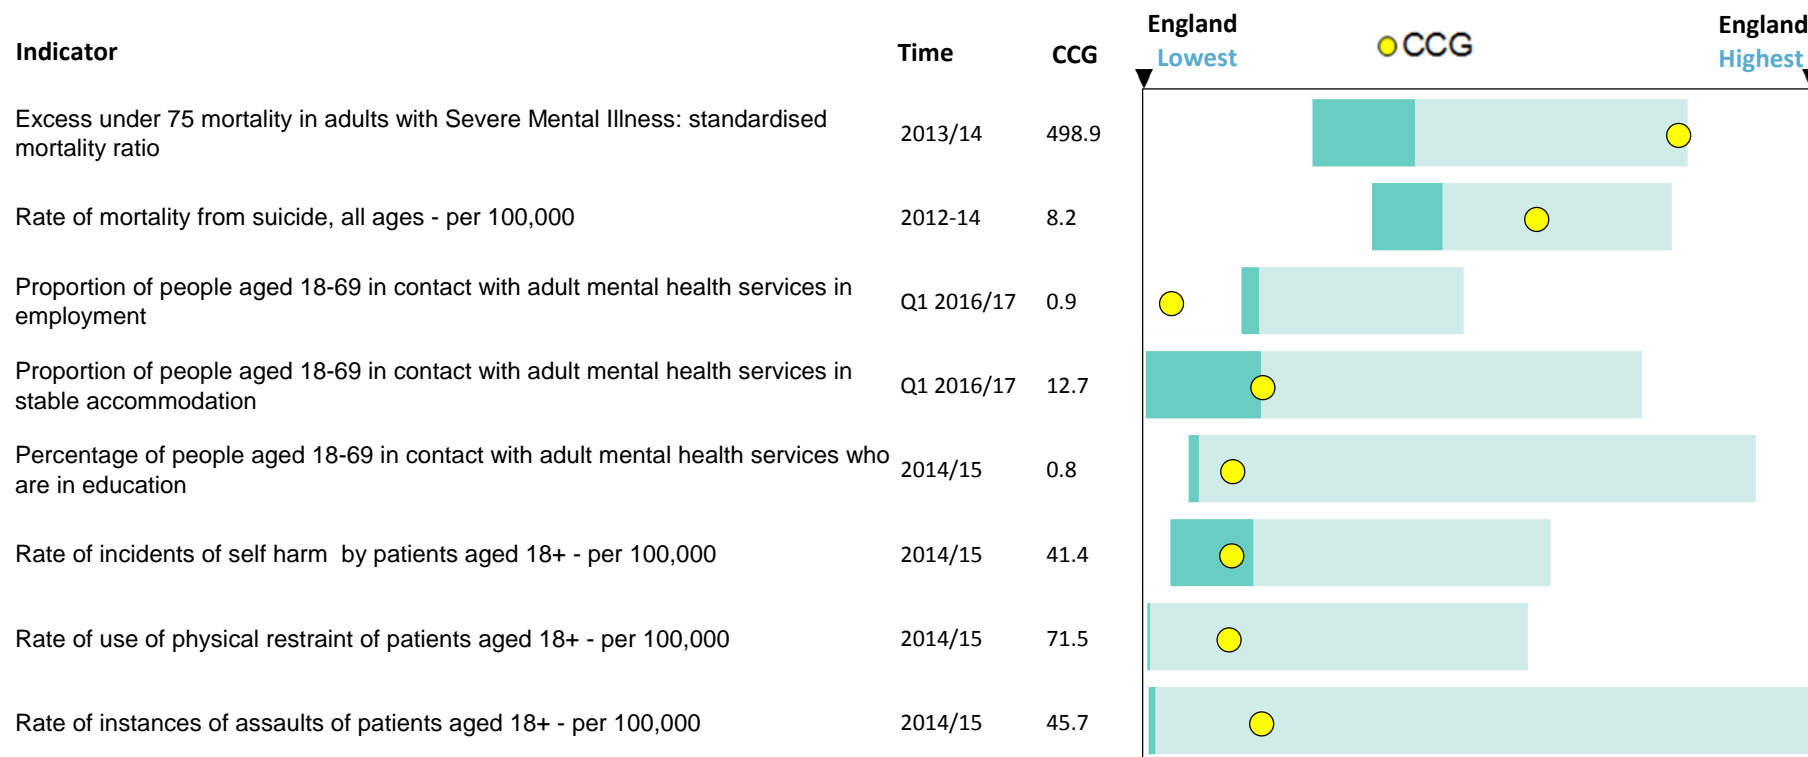 Indicator Time CCG England Lowest CCG England Highest
Excess under 75 mortality in adults with Severe Mental Illness: standardised
mortality ratio
2013/14 498.9
Rate of mortality from suicide, all ages - per 100,000 2012-14 8.2
Proportion of people aged 18-69 in contact with adult mental health services in
employment
Q1 2016/17 0.9
Proportion of people aged 18-69 in contact with adult mental health services in
stable accommodation
Q1 2016/17 12.7
Percentage of people aged 18-69 in contact with adult mental health services who
are in education
2014/15 0.8
Rate of incidents of self harm  by patients aged 18+ - per 100,000 2014/15 41.4
Rate of use of physical restraint of patients aged 18+ - per 100,000 2014/15 71.5
Rate of instances of assaults of patients aged 18+ - per 100,000 2014/15 45.7